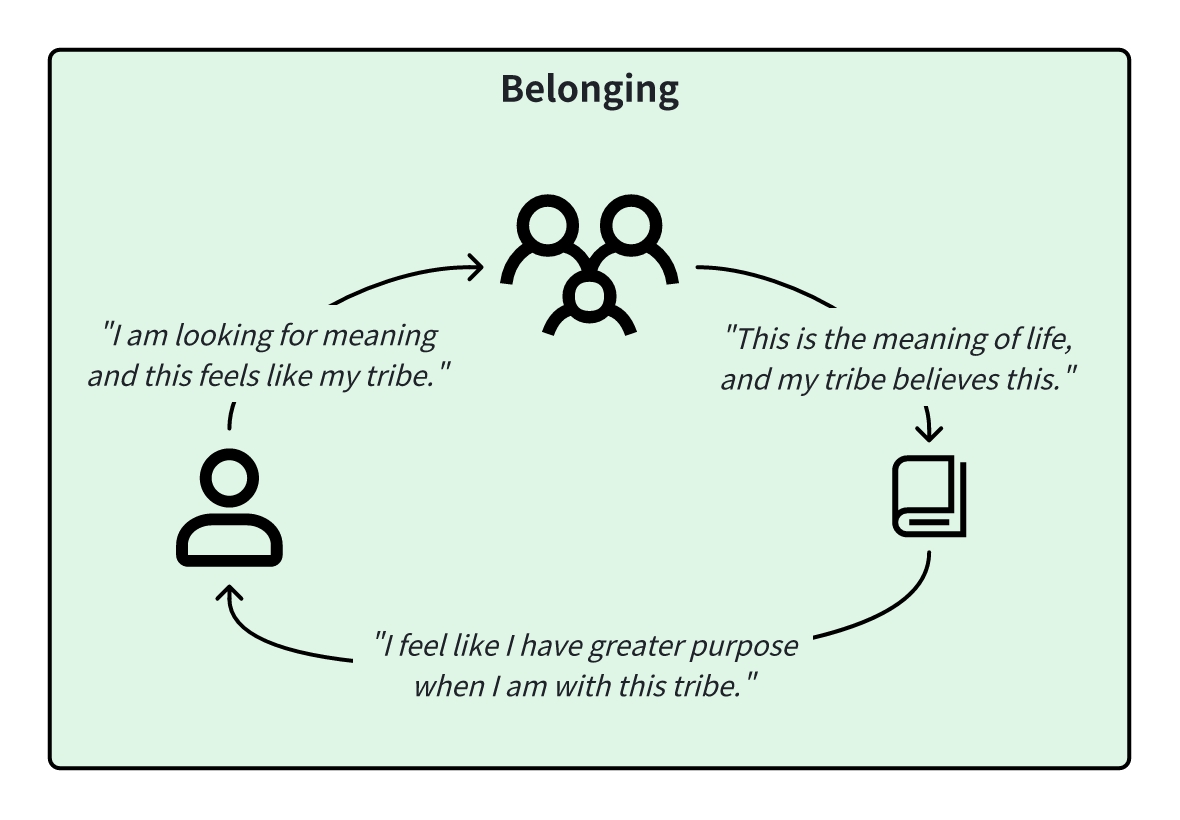 Belonging
"I am looking for meaning
and this feels like my tribe."
"This is the meaning of life,
and my tribe believes this."
"I feel like I have greater purpose
when I am with this tribe."